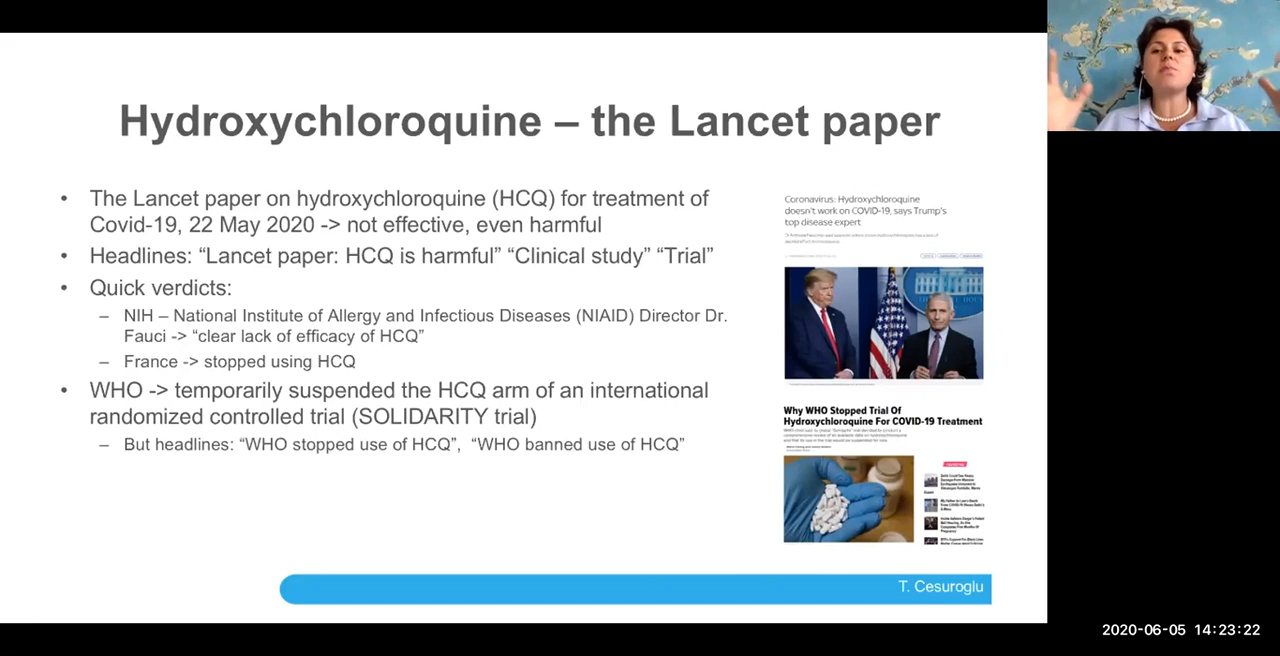 Hydroxychloroquine – the Lancet paper
• The Lancet paper on hydroxychloroquine (HCQ) for treatment of
Covid-19, 22 May 2020 -> not effective, even harmful
• Headlines: “Lancet paper: HCQ is harmful” “Clinical study” “Trial”
• Quick verdicts:
– NIH – National Institute of Allergy and Infectious Diseases (NIAID) Director Dr.
Fauci -> “clear lack of efficacy of HCQ”
– France -> stopped using HCQ
• WHO -> temporarily suspended the HCQ arm of an international
randomized controlled trial (SOLIDARITY trial)
– But headlines: “WHO stopped use of HCQ”, “WHO banned use of HCQ”
Coronavirus: Hydroxychloroquine
doesn't work on COVID-19, says Trump's
top disease expert
Why WHO Stopped Trial Of
Hydroxychloroquine For COVID-19 Treatment
T. Cesuroglu
2020-06-05 14:23:22